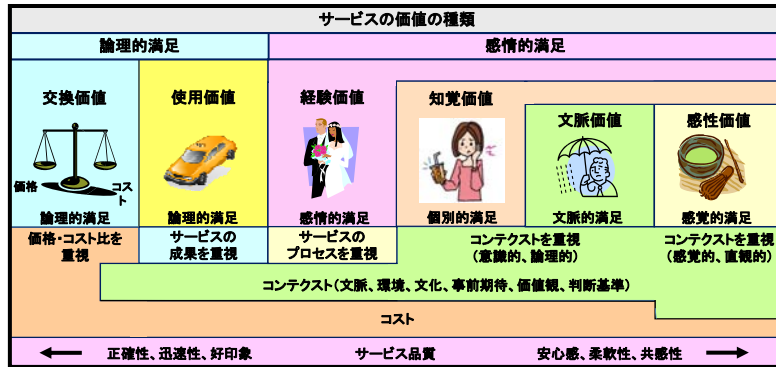 サービスの価値の種類
論理的満足
感情的満足
交換価値
使用価値
経験価値
知覚価値
文脈価値
感性価値
価格
コス
ト
論理的満足
論理的満足
感情的満足
個別的満足
文脈的満足
感覚的満足
価格・コスト比を
重視
サービスの
成果を重視
サービスの
プロセスを重視
コンテクストを重視
(意識的、論理的)
コンテクストを重視
(感覚的、直観的)
コンテクスト(文脈、環境、文化、事前期待、価値観、判断基準)
コスト
正確性、迅速性、好印象
サービス品質
安心感、柔軟性、共感性